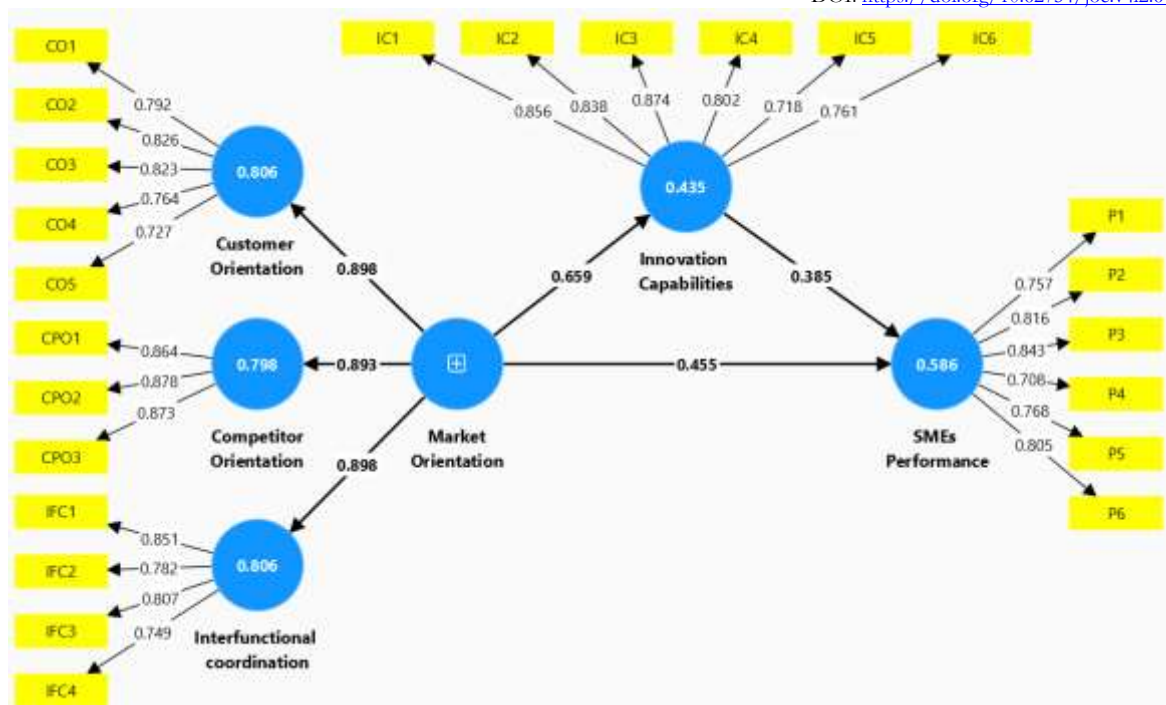 CO1
CO2
CO3
CO4
CO5
0.792
0.826
0.823
0.764
0.727
0.806
Customer
Orientation
CPO1
CPO2
CPO3
0.864
0.878
0.873
0.798
Competitor
Orientation
IFC1
IFC2
IFC3
IFC4
0.851
0.782
0.807
0.749
0.806
Interfunctional
coordination
0.898
0.893
0.898
Market
Orientation
0.659
0.455
IC1
IC2
IC3
IC4
IC5
IC6
0.856
0.838
0.874
0.802
0.718
0.761
0.435
Innovation
Capabilities
0.385
0.586
SMEs
Performance
0.757
0.816
0.843
0.708
0.768
0.805
P1
P2
P3
P4
P5
P6